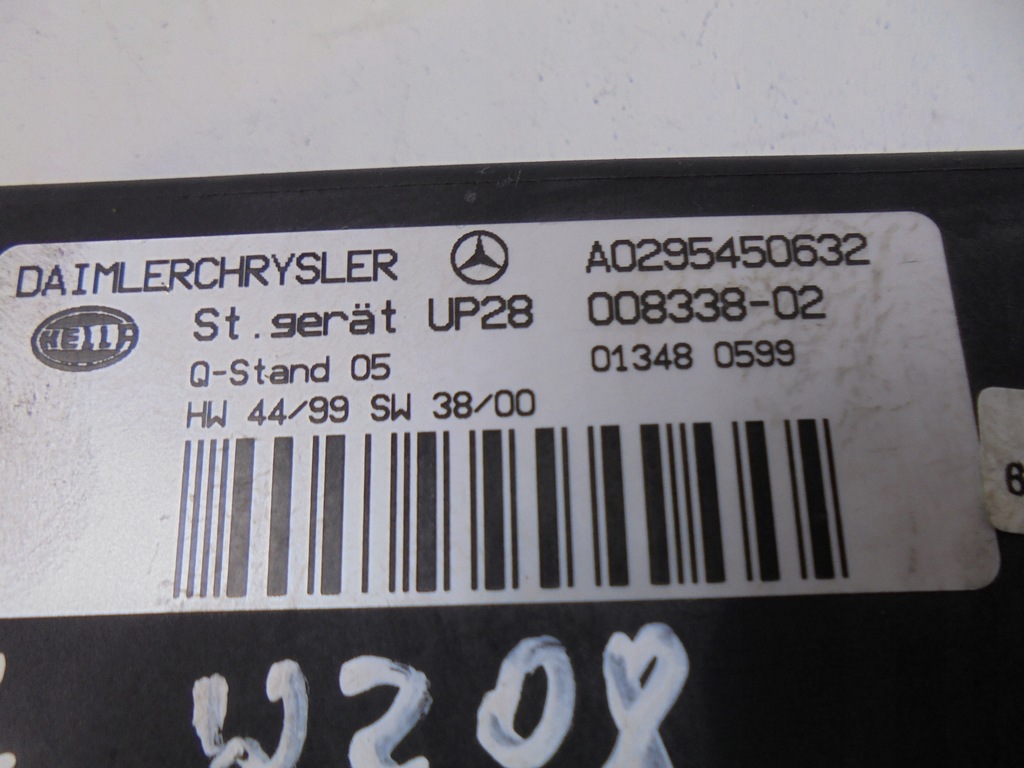 DAIMLERCHRYSLER A0295450632
HELLA St.gerät UP28 008338-02
Q-Stand 05 01348 0599
HW 44/99 SW 38/00
6
W208